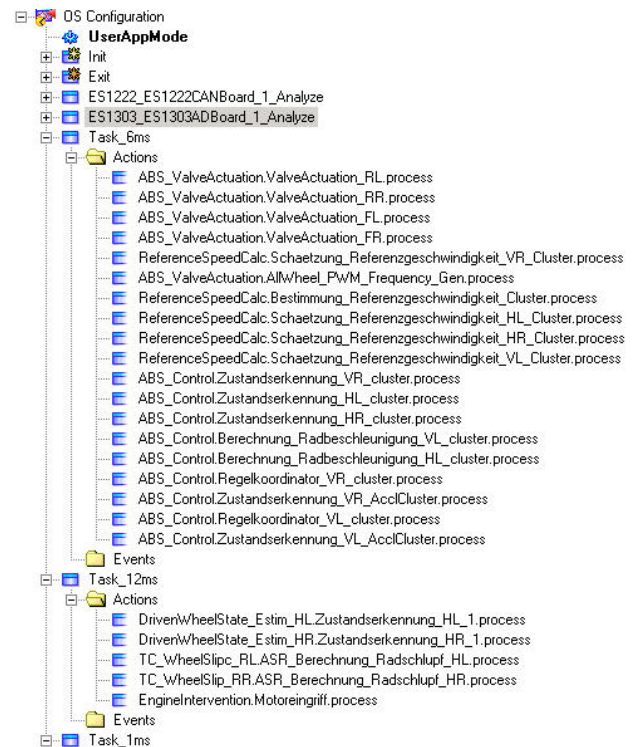 OS Configuration
UserAppMode
Init
Exit
ES1222_ES1222CANBoard_1_Analyze
ES1303_ES1303ADBoard_1_Analyze
Task_6ms
Actions
ABS_ValveActuation.ValveActuation_RL.process
ABS_ValveActuation.ValveActuation_RR.process
ABS_ValveActuation.ValveActuation_FL.process
ABS_ValveActuation.ValveActuation_FR.process
ReferenceSpeedCalc.Schaetzung_Referenzgeschwindigkeit_VR_Cluster.process
ABS_ValveActuation.AllWheel_PWM_Frequency_Gen.process
ReferenceSpeedCalc.Bestimmung_Referenzgeschwindigkeit_Cluster.process
ReferenceSpeedCalc.Schaetzung_Referenzgeschwindigkeit_HL_Cluster.process
ReferenceSpeedCalc.Schaetzung_Referenzgeschwindigkeit_HR_Cluster.process
ReferenceSpeedCalc.Schaetzung_Referenzgeschwindigkeit_VL_Cluster.process
ABS_Control.Zustandserkennung_VR_cluster.process
ABS_Control.Zustandserkennung_HL_cluster.process
ABS_Control.Zustandserkennung_HR_cluster.process
ABS_Control.Berechnung_Radbeschleunigung_VL_cluster.process
ABS_Control.Berechnung_Radbeschleunigung_HL_cluster.process
ABS_Control.Regelkoordinator_VR_cluster.process
ABS_Control.Zustandserkennung_VR_AcclCluster.process
ABS_Control.Regelkoordinator_VL_cluster.process
ABS_Control.Zustandserkennung_VL_AcclCluster.process
Events
Task_12ms
Actions
DrivenWheelState_Estim_HL.Zustandserkennung_HL_1.process
DrivenWheelState_Estim_HR.Zustandserkennung_HR_1.process
TC_WheelSlipc_RL.ASR_Berechnung_Radschlupf_HL.process
TC_WheelSlip_RR.ASR_Berechnung_Radschlupf_HR.process
EngineIntervention.Motoreingriff.process
Events
Task_1ms